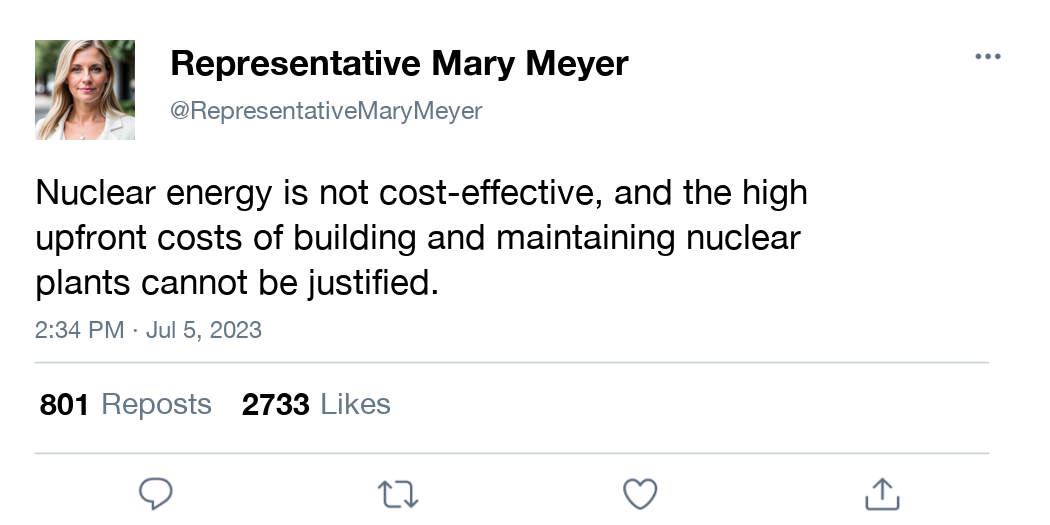 Representative Mary Meyer
@RepresentativeMaryMeyer
Nuclear energy is not cost-effective, and the high
upfront costs of building and maintaining nuclear
plants cannot be justified.
2:34 PM · Jul 5, 2023
801 Reposts 2733 Likes